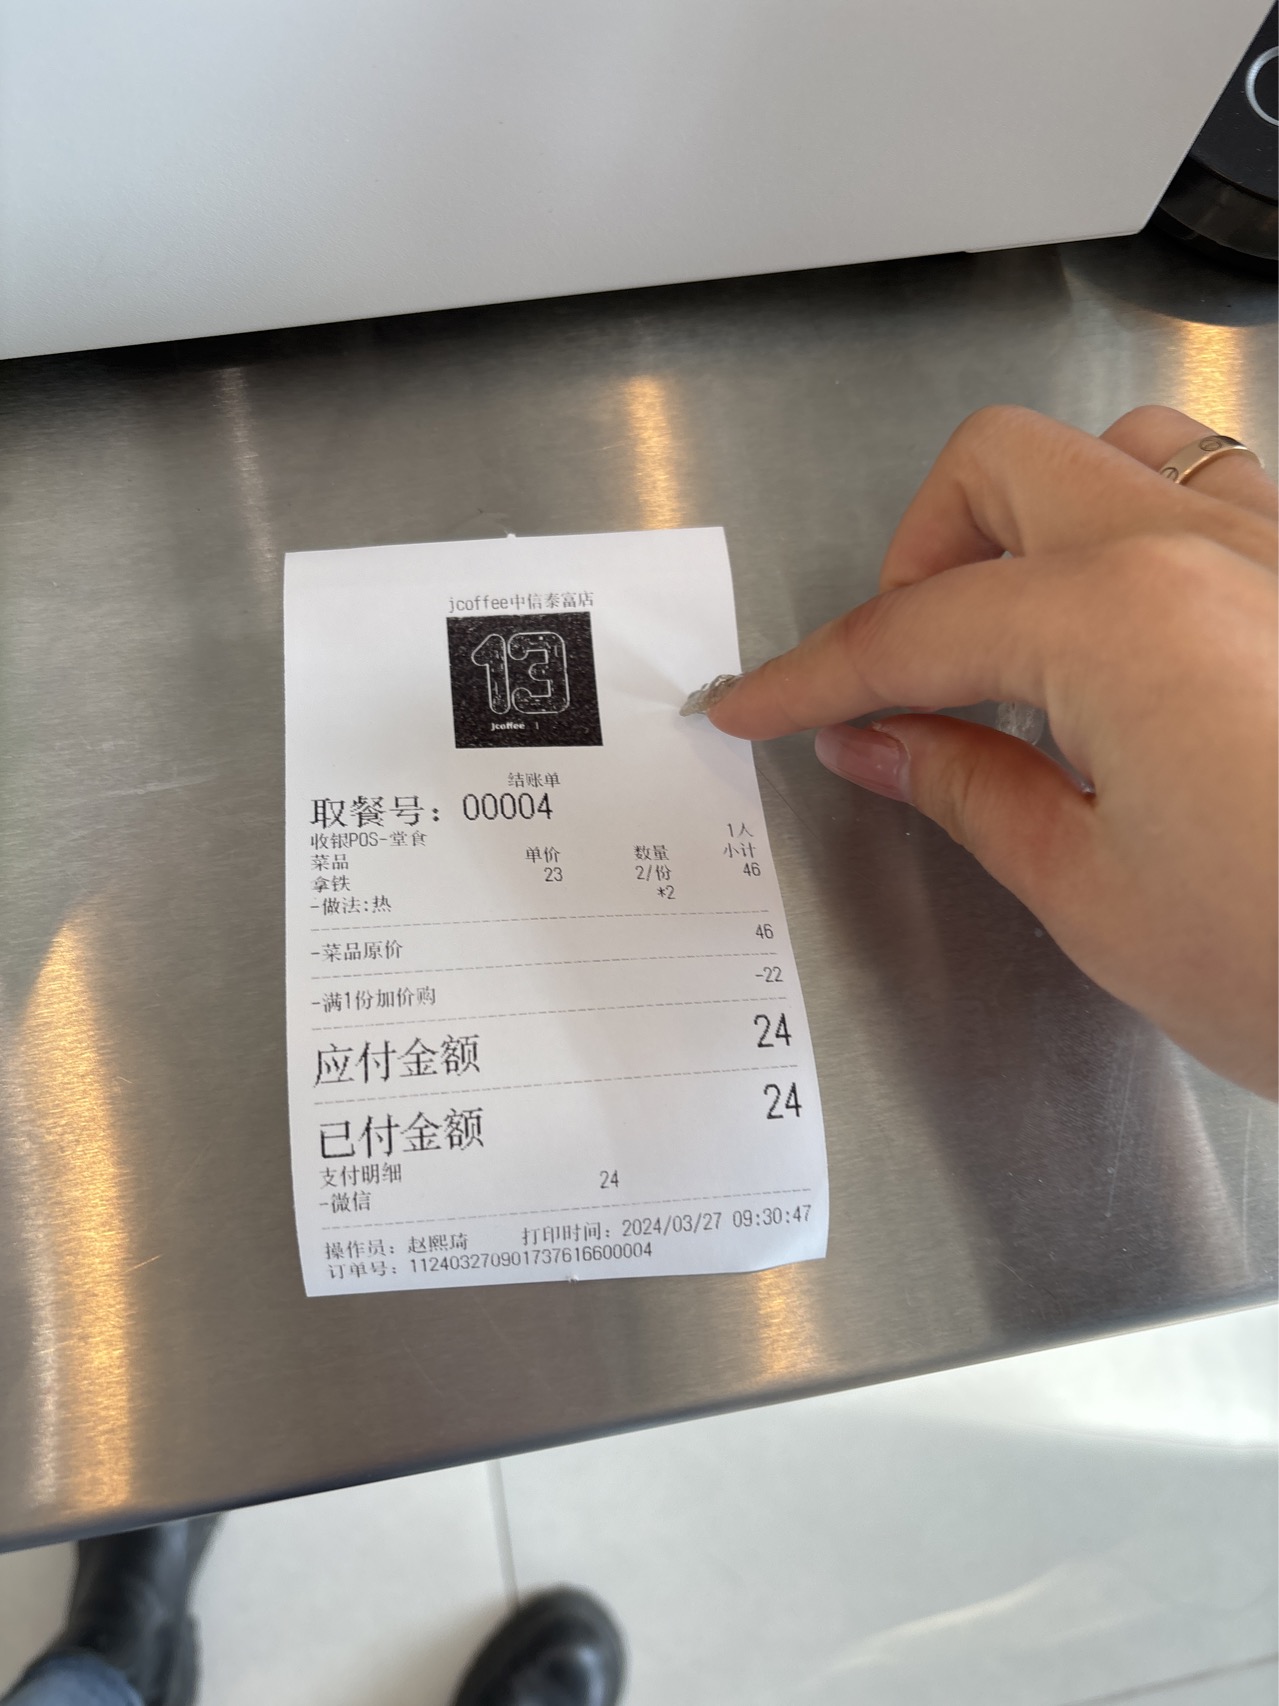 jcoffee中信泰富店
13
jcoffee
结账单
取餐号：00004
收银POS-堂食 1人
菜品 单价 数量 小计
拿铁 23 2/份 46
-做法:热 *2
-菜品原价 46
-满1份加价购 -22
应付金额 24
已付金额 24
支付明细
-微信 24
操作员：赵熙琦 打印时间：2024/03/27 09:30:47
订单号：112403270901737616600004